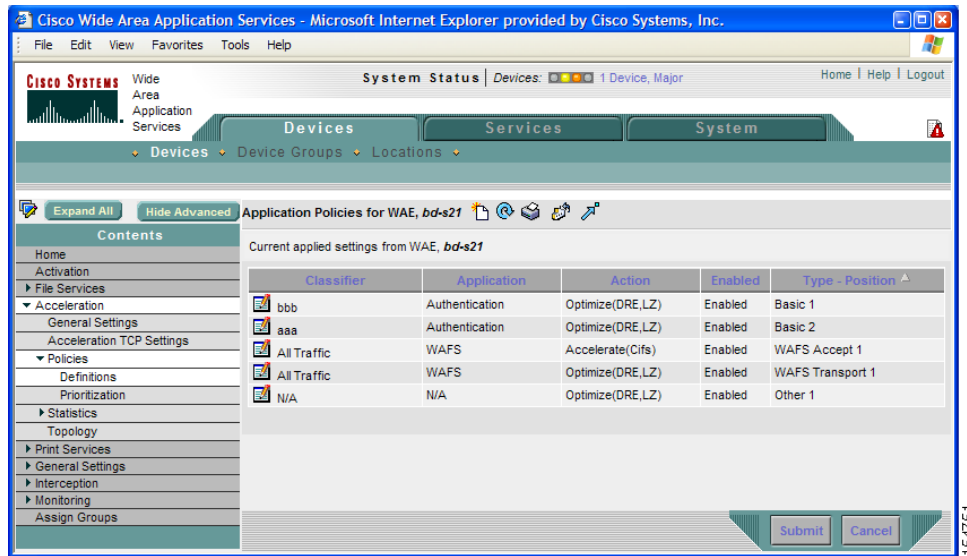 Cisco Wide Area Application Services - Microsoft Internet Explorer provided by Cisco Systems, Inc.
File Edit View Favorites Tools Help
CISCO SYSTEMS
Wide
Area
Application
Services
System Status | Devices: 1 Device, Major
Home | Help | Logout
Devices Services System
Devices Device Groups Locations
Expand All Hide Advanced
Application Policies for WAE, bd-s21
Contents
Home
Activation
File Services
Acceleration
General Settings
Acceleration TCP Settings
Policies
Definitions
Prioritization
Statistics
Topology
Print Services
General Settings
Interception
Monitoring
Assign Groups
Current applied settings from WAE, bd-s21
Classifier Application Action Enabled Type - Position
bbb Authentication Optimize(DRE,LZ) Enabled Basic 1
aaa Authentication Optimize(DRE,LZ) Enabled Basic 2
All Traffic WAFS Accelerate(Cifs) Enabled WAFS Accept 1
All Traffic WAFS Optimize(DRE,LZ) Enabled WAFS Transport 1
N/A N/A Optimize(DRE,LZ) Enabled Other 1
Submit Cancel